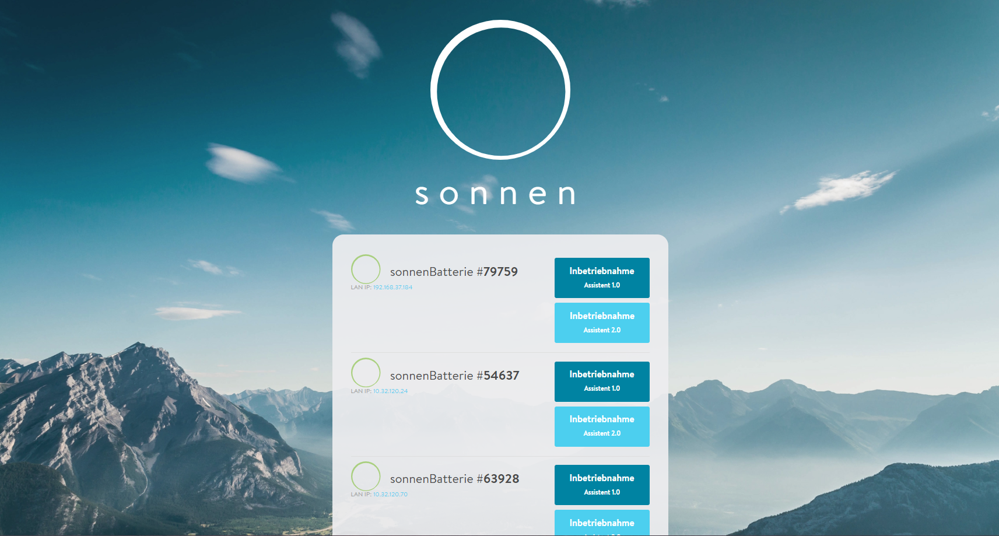 sonnen
sonnenBatterie #79759
LAN IP: 192.168.37.184
Inbetriebnahme
Assistent 1.0
Inbetriebnahme
Assistent 2.0
sonnenBatterie #54637
LAN IP: 10.32.120.24
Inbetriebnahme
Assistent 1.0
Inbetriebnahme
Assistent 2.0
sonnenBatterie #63928
LAN IP: 10.32.120.70
Inbetriebnahme
Assistent 1.0
Inbetriebnahme